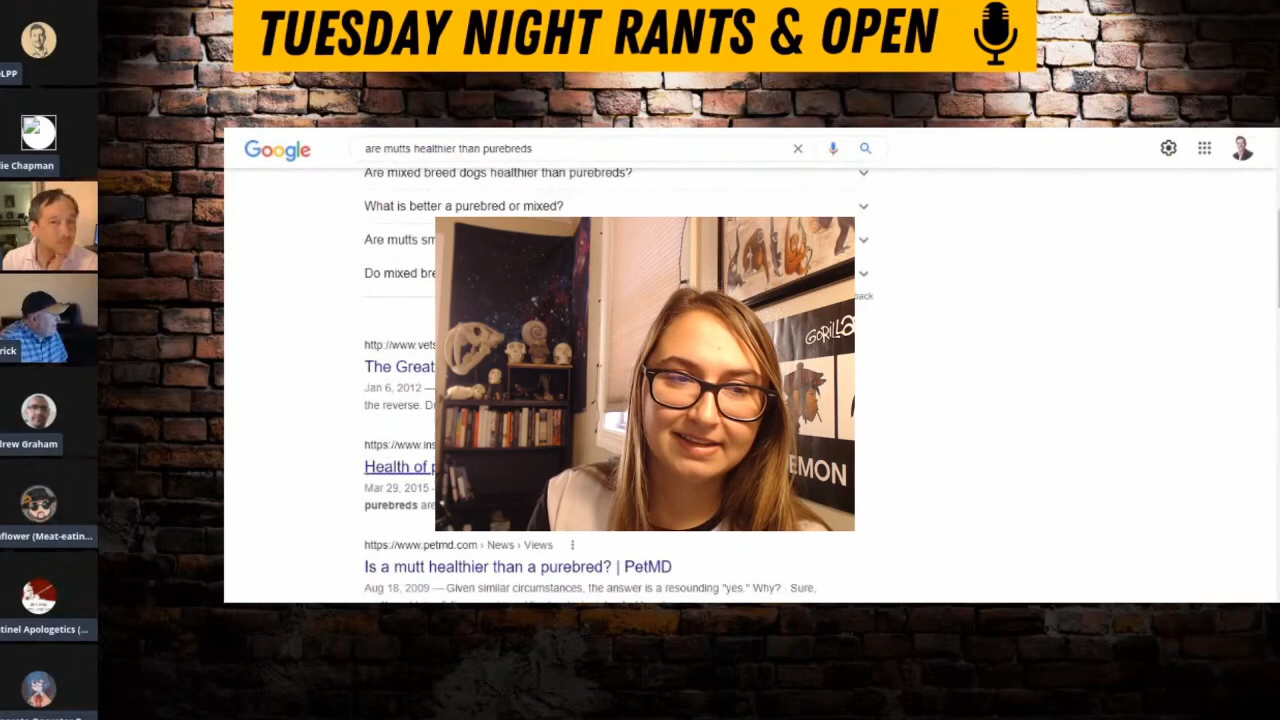 TUESDAY NIGHT RANTS & OPEN
LPP
ie Chapman
rick
drew Graham
flower (Meat-eatin...
tinel Apologetics (...
Google
are mutts healthier than purebreds
Are mixed breed dogs healthier than purebreds?
What is better a purebred or mixed?
Are mutts sm
Do mixed bre
back
http://www.vets
The Great
Jan 6, 2012 —
the reverse. D
https://www.ins
Health of p
Mar 29, 2015 -
purebreds are
GORILLA
EMON
https://www.petmd.com › News › Views
Is a mutt healthier than a purebred? | PetMD
Aug 18, 2009 — Given similar circumstances, the answer is a resounding "yes." Why? · Sure,